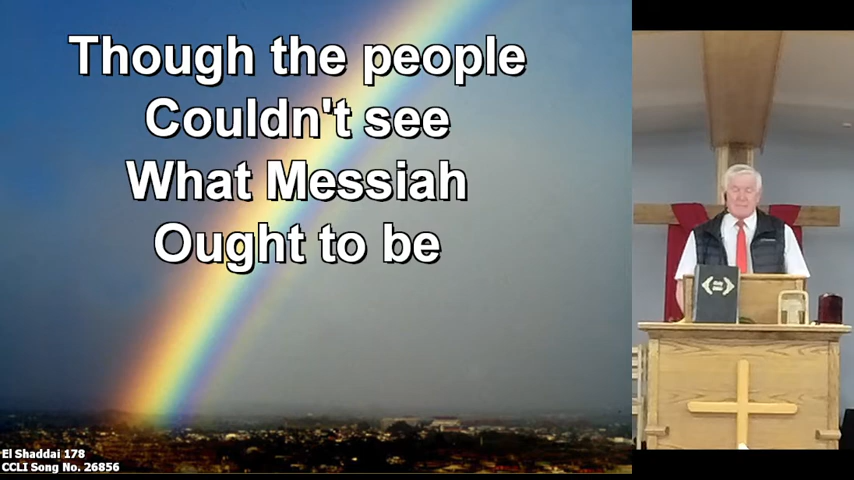 Though the people
Couldn't see
What Messiah
Ought to be
El Shaddai 178
CCLI Song No. 26856